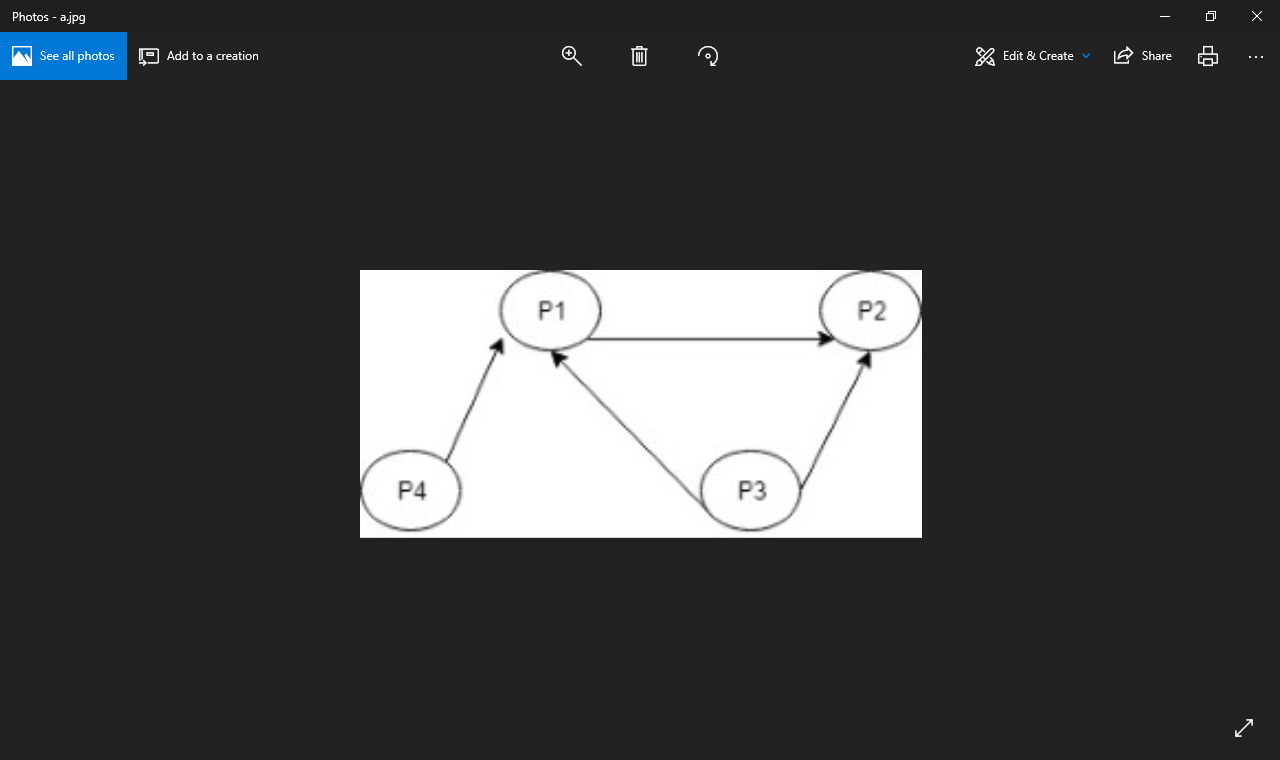 Photos - a.jpg
See all photos
Add to a creation
Edit & Create
Share
P1
P2
P4
P3